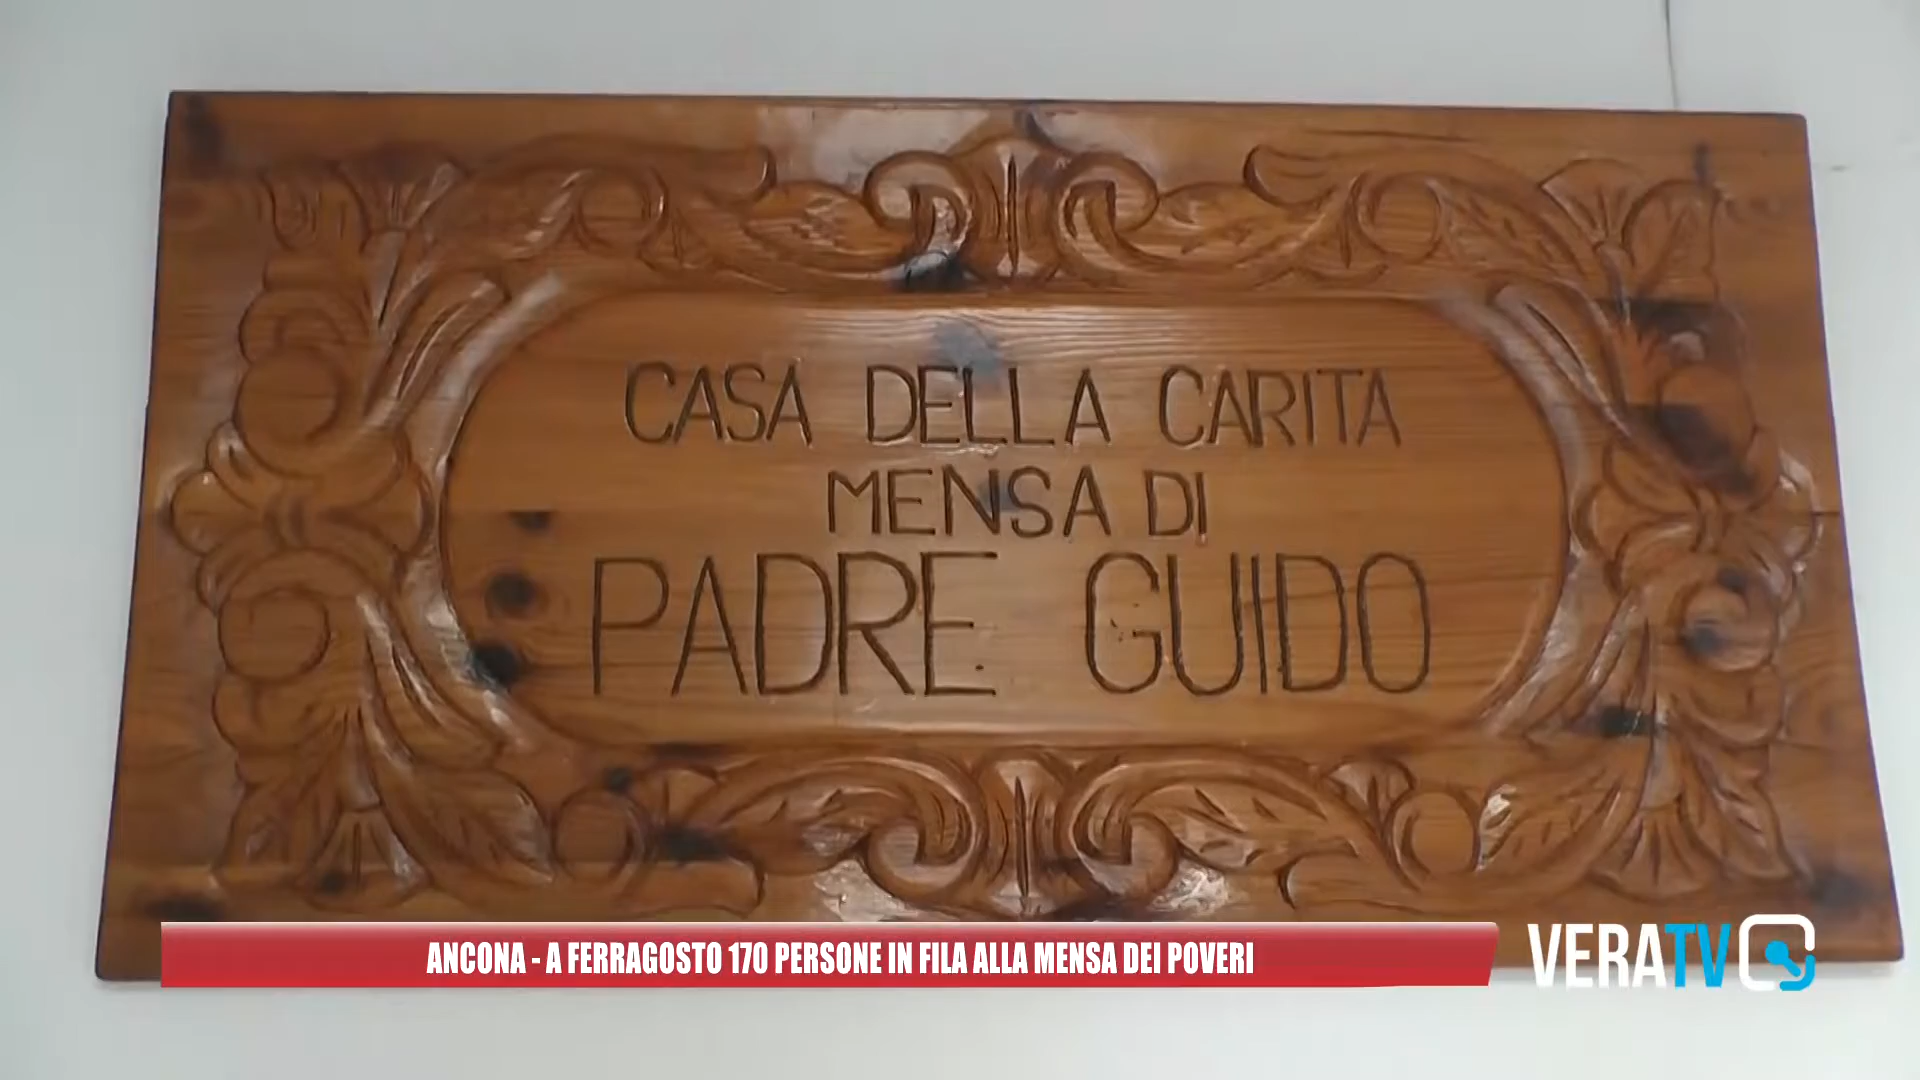 CASA DELLA CARITA
MENSA DI
PADRE GUIDO
ANCONA - A FERRAGOSTO 170 PERSONE IN FILA ALLA MENSA DEI POVERI
VERATV